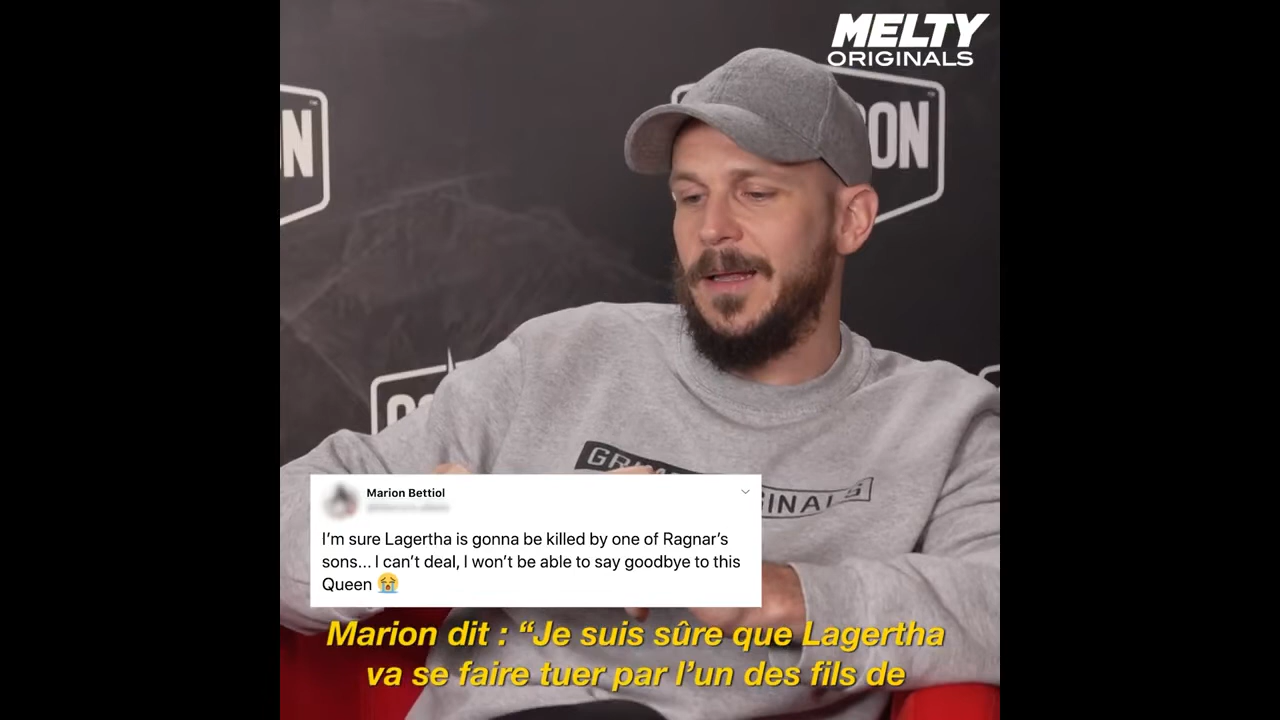 MELTY
ORIGINALS
Marion Bettiol
I'm sure Lagertha is gonna be killed by one of Ragnar's
sons... I can't deal, I won't be able to say goodbye to this
Queen 😭
Marion dit : “Je suis sûre que Lagertha
va se faire tuer par l’un des fils de